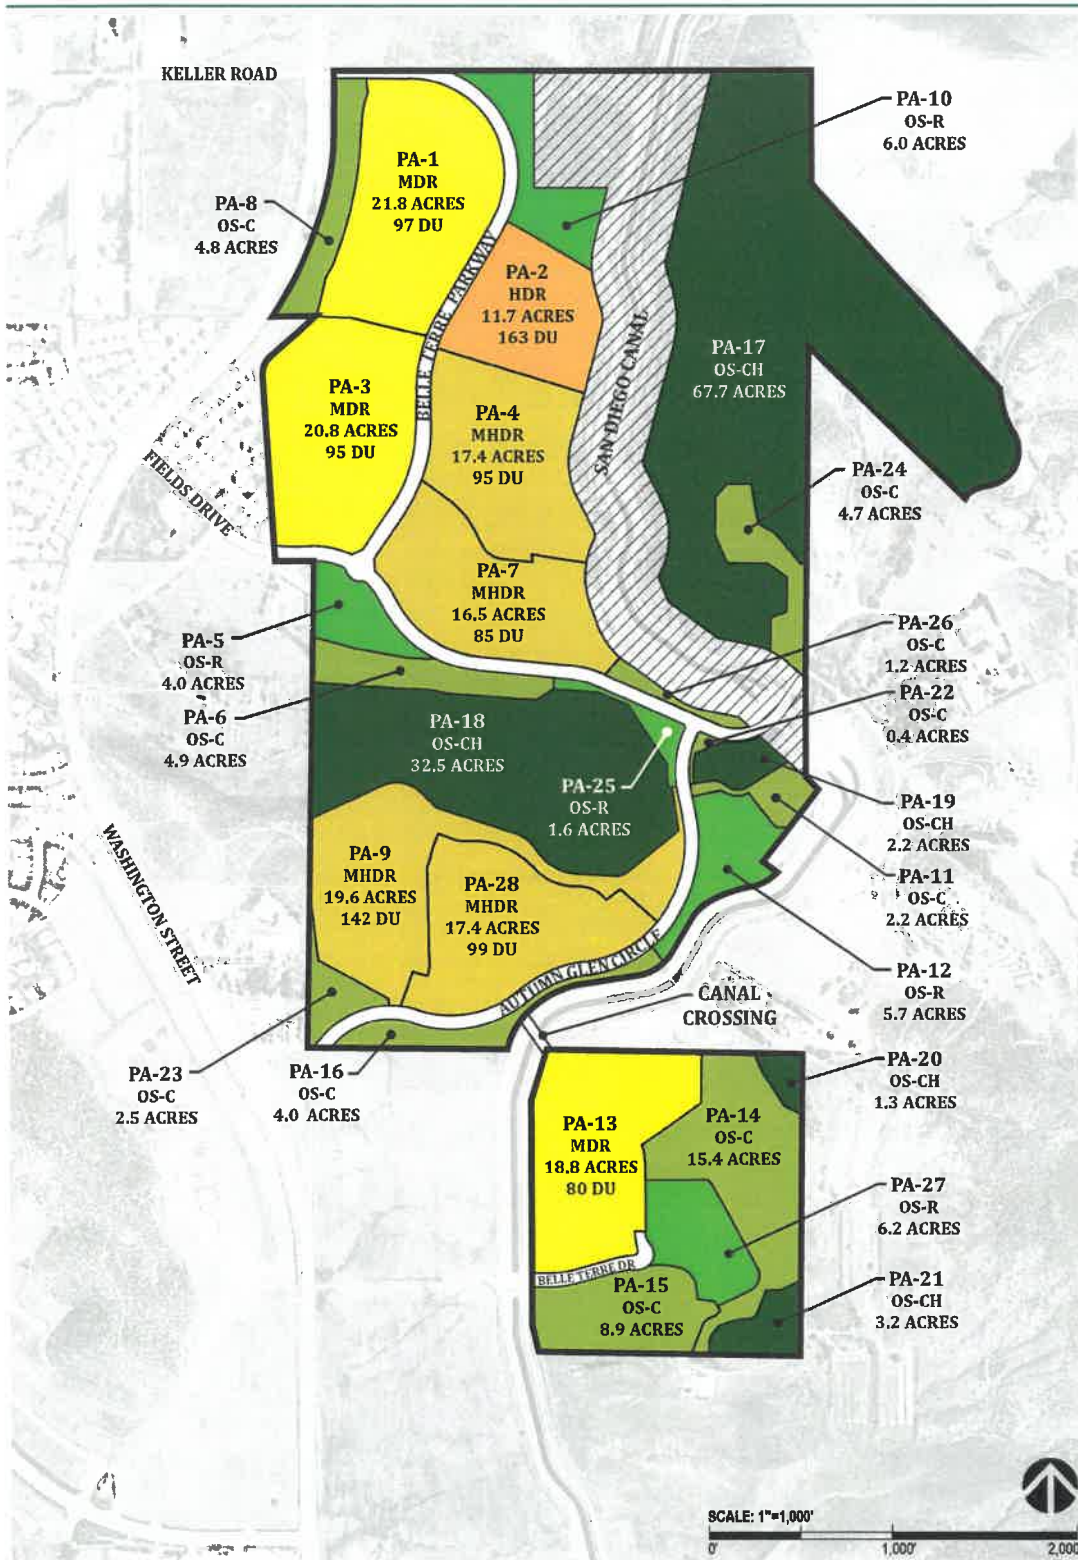 KELLER ROAD
PA-10
OS-R
6.0 ACRES
PA-1
MDR
21.8 ACRES
97 DU
PA-8
OS-C
4.8 ACRES
BELLE TERRE PARKWAY
PA-2
HDR
11.7 ACRES
163 DU
SAN DIEGO CANAL
PA-17
OS-CH
67.7 ACRES
PA-3
MDR
20.8 ACRES
95 DU
PA-4
MHDR
17.4 ACRES
95 DU
FIELDS DRIVE
PA-24
OS-C
4.7 ACRES
PA-7
MHDR
16.5 ACRES
85 DU
PA-5
OS-R
4.0 ACRES
PA-26
OS-C
1.2 ACRES
PA-6
OS-C
4.9 ACRES
PA-22
OS-C
0.4 ACRES
PA-18
OS-CH
32.5 ACRES
PA-25
OS-R
1.6 ACRES
PA-19
OS-CH
2.2 ACRES
WASHINGTON STREET
PA-9
MHDR
19.6 ACRES
142 DU
PA-28
MHDR
17.4 ACRES
99 DU
PA-11
OS-C
2.2 ACRES
AUTUMN GLEN CIRCLE
PA-12
OS-R
5.7 ACRES
CANAL
CROSSING
PA-23
OS-C
2.5 ACRES
PA-16
OS-C
4.0 ACRES
PA-20
OS-CH
1.3 ACRES
PA-13
MDR
18.8 ACRES
80 DU
PA-14
OS-C
15.4 ACRES
PA-27
OS-R
6.2 ACRES
BELLE TERRE DR
PA-15
OS-C
8.9 ACRES
PA-21
OS-CH
3.2 ACRES
SCALE: 1"=1,000'
0' 1,000' 2,000